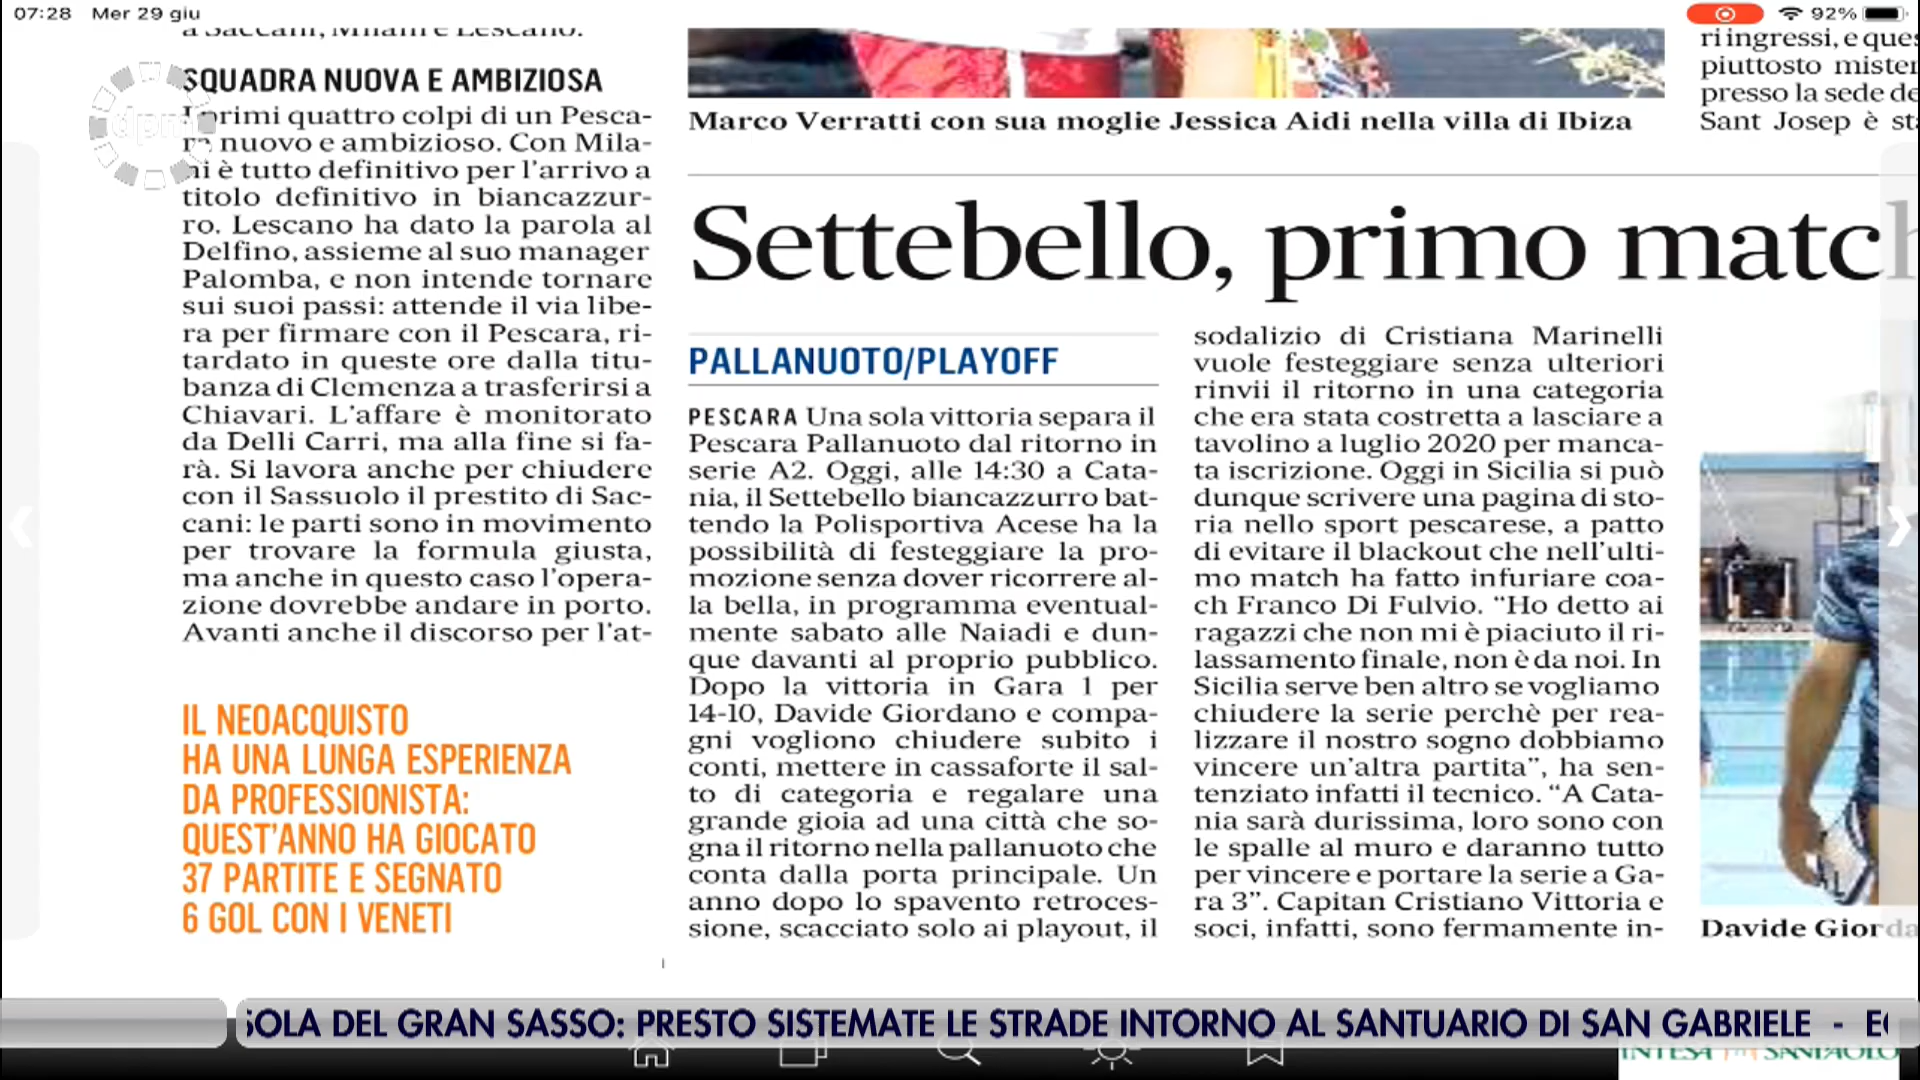 07:28 Mer 29 giu
92%
a Saccani, Milani e Lescano.
SQUADRA NUOVA E AMBIZIOSA
I primi quattro colpi di un Pesca-
ra nuovo e ambizioso. Con Mila-
ni è tutto definitivo per l'arrivo a
titolo definitivo in biancazzur-
ro. Lescano ha dato la parola al
Delfino, assieme al suo manager
Palomba, e non intende tornare
sui suoi passi: attende il via libe-
ra per firmare con il Pescara, ri-
tardato in queste ore dalla titu-
banza di Clemenza a trasferirsi a
Chiavari. L'affare è monitorato
da Delli Carri, ma alla fine si fa-
rà. Si lavora anche per chiudere
con il Sassuolo il prestito di Sac-
cani: le parti sono in movimento
per trovare la formula giusta,
ma anche in questo caso l'opera-
zione dovrebbe andare in porto.
Avanti anche il discorso per l'at-
IL NEOACQUISTO
HA UNA LUNGA ESPERIENZA
DA PROFESSIONISTA:
QUEST'ANNO HA GIOCATO
37 PARTITE E SEGNATO
6 GOL CON I VENETI
dpm
Marco Verratti con sua moglie Jessica Aidi nella villa di Ibiza
ri ingressi, e ques
piuttosto mister
presso la sede de
Sant Josep è sta
Settebello, primo match
PALLANUOTO/PLAYOFF
PESCARA Una sola vittoria separa il
Pescara Pallanuoto dal ritorno in
serie A2. Oggi, alle 14:30 a Cata-
nia, il Settebello biancazzurro bat-
tendo la Polisportiva Acese ha la
possibilità di festeggiare la pro-
mozione senza dover ricorrere al-
la bella, in programma eventual-
mente sabato alle Naiadi e dun-
que davanti al proprio pubblico.
Dopo la vittoria in Gara 1 per
14-10, Davide Giordano e compa-
gni vogliono chiudere subito i
conti, mettere in cassaforte il sal-
to di categoria e regalare una
grande gioia ad una città che so-
gna il ritorno nella pallanuoto che
conta dalla porta principale. Un
anno dopo lo spavento retroces-
sione, scacciato solo ai playout, il
sodalizio di Cristiana Marinelli
vuole festeggiare senza ulteriori
rinvii il ritorno in una categoria
che era stata costretta a lasciare a
tavolino a luglio 2020 per manca-
ta iscrizione. Oggi in Sicilia si può
dunque scrivere una pagina di sto-
ria nello sport pescarese, a patto
di evitare il blackout che nell'ulti-
mo match ha fatto infuriare coa-
ch Franco Di Fulvio. “Ho detto ai
ragazzi che non mi è piaciuto il ri-
lassamento finale, non è da noi. In
Sicilia serve ben altro se vogliamo
chiudere la serie perchè per rea-
lizzare il nostro sogno dobbiamo
vincere un'altra partita”, ha sen-
tenziato infatti il tecnico. “A Cata-
nia sarà durissima, loro sono con
le spalle al muro e daranno tutto
per vincere e portare la serie a Ga-
ra 3”. Capitan Cristiano Vittoria e
soci, infatti, sono fermamente in-
Davide Giorda
SOLA DEL GRAN SASSO: PRESTO SISTEMATE LE STRADE INTORNO AL SANTUARIO DI SAN GABRIELE -
INTESA SANPAOLO